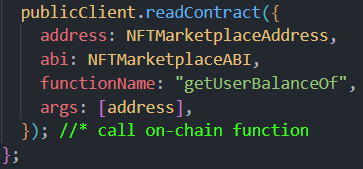 publicClient.readContract({
address: NFTMarketplaceAddress,
abi: NFTMarketplaceABI,
functionName: "getUserBalanceOf",
args: [address],
}); //* call on-chain function
};